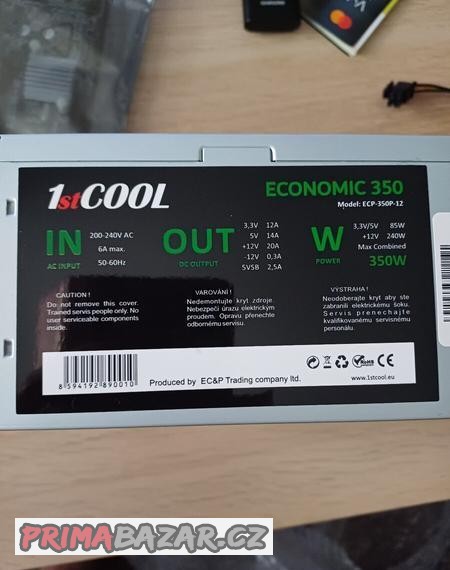 1stCOOL
ECONOMIC 350
Model: ECP-350P-12
IN
AC INPUT
200-240V AC
6A max.
50-60Hz
OUT
DC OUTPUT
3,3V 12A
5V 14A
+12V 20A
-12V 0,3A
5VSB 2,5A
W
POWER
3,3V/5V 85W
+12V 240W
Max Combined
350W
CAUTION !
Do not remove this cover.
Trained servis people only. No
user serviceable components
inside.
VAROVÁNÍ !
Nedemontujte kryt zdroje.
Nebezpečí úrazu elektrickým
proudem. Opravu přenechte
odbornému servisu.
VÝSTRAHA !
Neodoberajte kryt aby ste
zabranili elektrickému šoku.
Servis prenechajte
kvalifikovanému servisnému
personálu.
8 594192 890010
Produced by EC&P Trading company ltd.
RoHS
CE
www.1stcool.eu
PRIMABAZAR.CZ